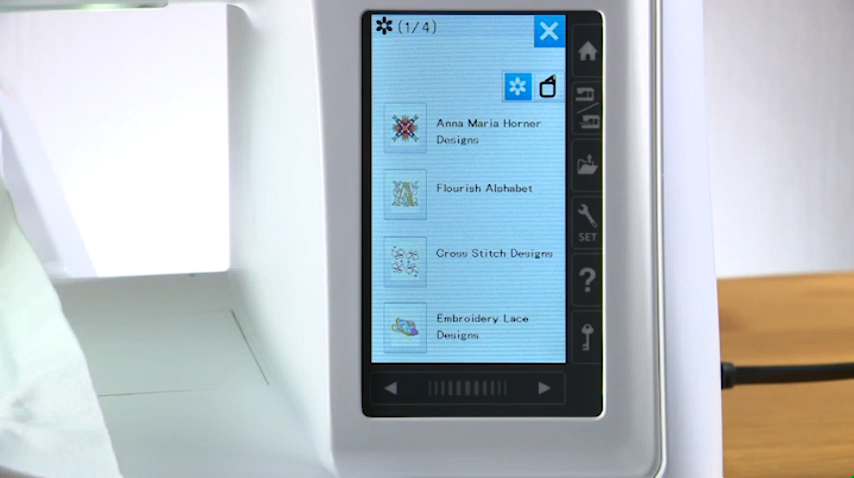 (1/4)
Anna Maria Horner
Designs
Flourish Alphabet
Cross Stitch Designs
Embroidery Lace
Designs
SET
?